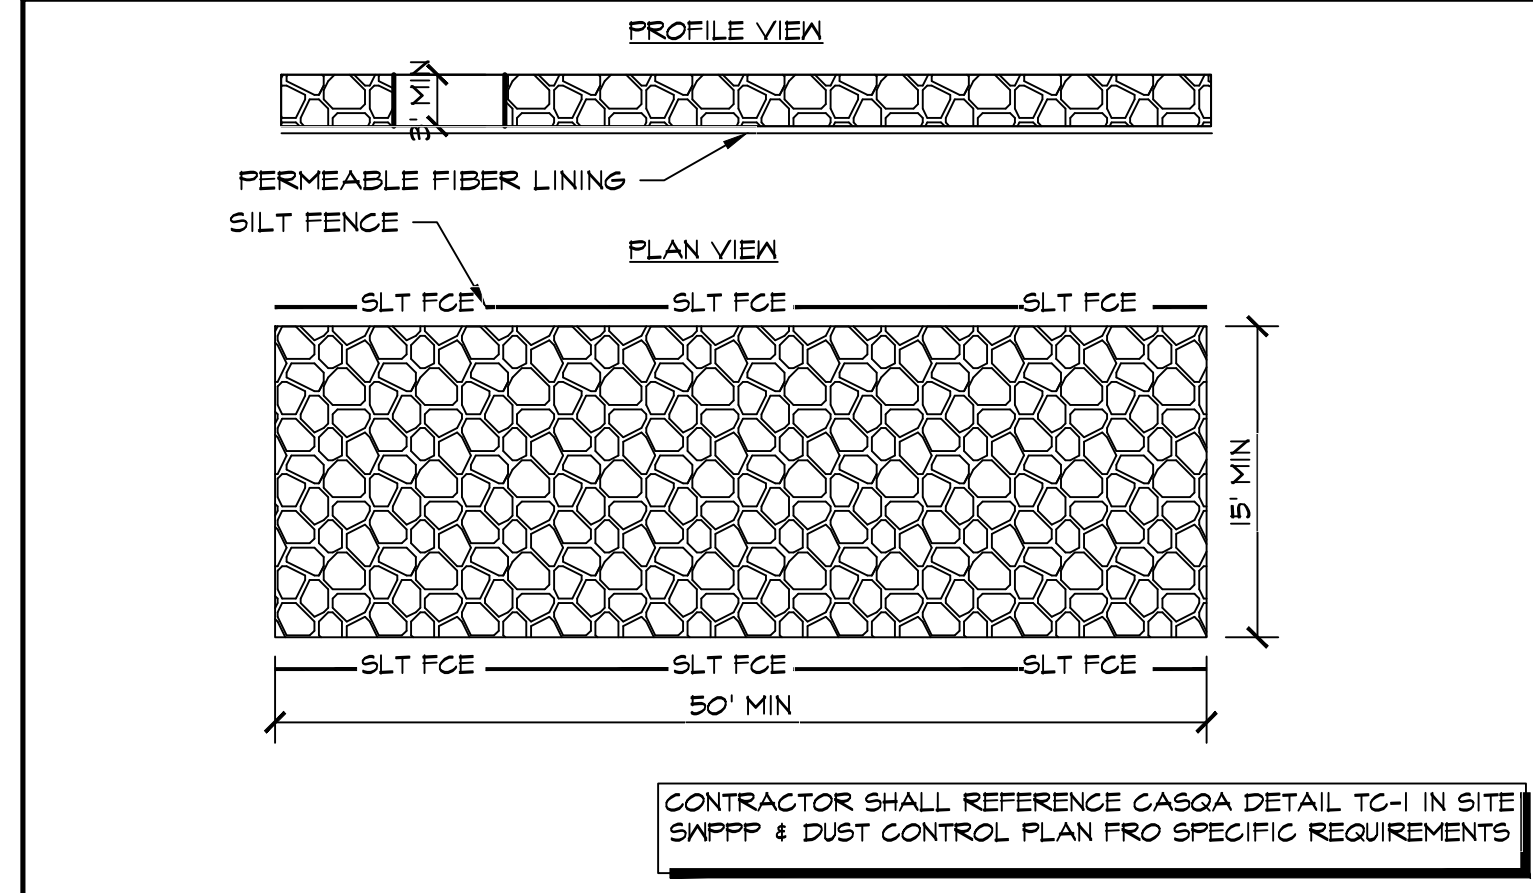 PROFILE VIEW
MIN
PERMEABLE FIBER LINING
SILT FENCE
PLAN VIEW
SLT FCE SLT FCE SLT FCE
15' MIN
SLT FCE SLT FCE SLT FCE
50' MIN
CONTRACTOR SHALL REFERENCE CASQA DETAIL TC-1 IN SITE
SWPPP & DUST CONTROL PLAN FRO SPECIFIC REQUIREMENTS